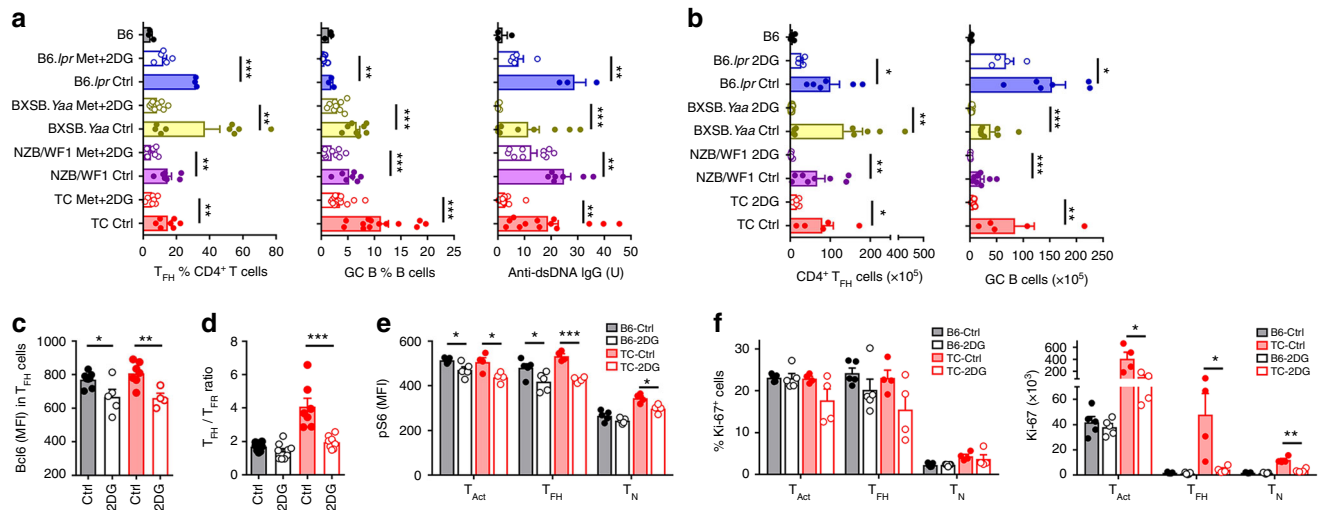 a
B6
B6.lpr Met+2DG
B6.lpr Ctrl
BXSB.Yaa Met+2DG
BXSB.Yaa Ctrl
NZB/WF1 Met+2DG
NZB/WF1 Ctrl
TC Met+2DG
TC Ctrl
***
**
**
**
0 20 40 60 80
TFH % CD4+ T cells
**
***
***
***
0 5 10 15 20 25
GC B % B cells
**
***
**
**
0 10 20 30 40 50
Anti-dsDNA IgG (U)
b
B6
B6.lpr 2DG
B6.lpr Ctrl
BXSB.Yaa 2DG
BXSB.Yaa Ctrl
NZB/WF1 2DG
NZB/WF1 Ctrl
TC 2DG
TC Ctrl
*
**
**
*
0 100 200 500
CD4+ TFH cells (×10⁵)
*
***
***
**
0 50 100 150 200 250
GC B cells (×10⁵)
c
Bcl6 (MFI) in TFH cells
1000
800
600
400
200
* **
Ctrl 2DG Ctrl 2DG
d
TFH / TFR ratio
8
6
4
2
0
***
Ctrl 2DG Ctrl 2DG
e
pS6 (MFI)
600
400
200
0
* * * *** *
B6-Ctrl
B6-2DG
TC-Ctrl
TC-2DG
TAct TFH TN
f
% Ki-67+ cells
30
20
10
0
B6-Ctrl
B6-2DG
TC-Ctrl
TC-2DG
TAct TFH TN
Ki-67 (×10³)
600
400
200
60
40
20
0
* * **
B6-Ctrl
B6-2DG
TC-Ctrl
TC-2DG
TAct TFH TN